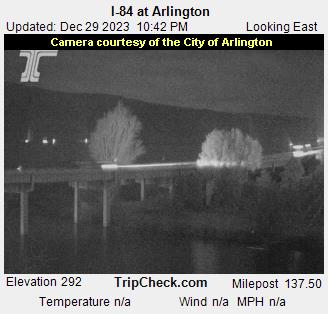 I-84 at Arlington
Updated: Dec 29 2023 10:42 PM Looking East
Camera courtesy of the City of Arlington
Elevation 292 TripCheck.com Milepost 137.50
Temperature n/a Wind n/a MPH n/a